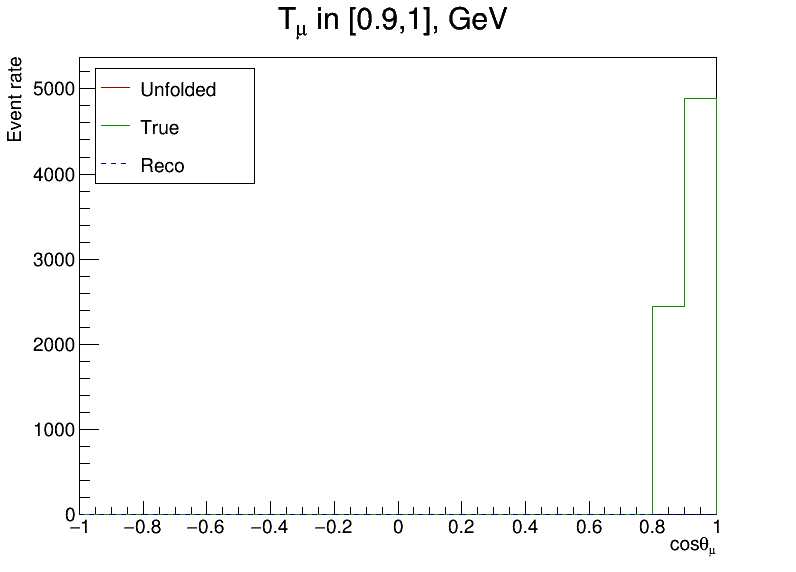 T_μ in [0.9,1], GeV
Event rate
Unfolded
True
Reco
5000
4000
3000
2000
1000
0
−1 −0.8 −0.6 −0.4 −0.2 0 0.2 0.4 0.6 0.8 1
cosθ_μ